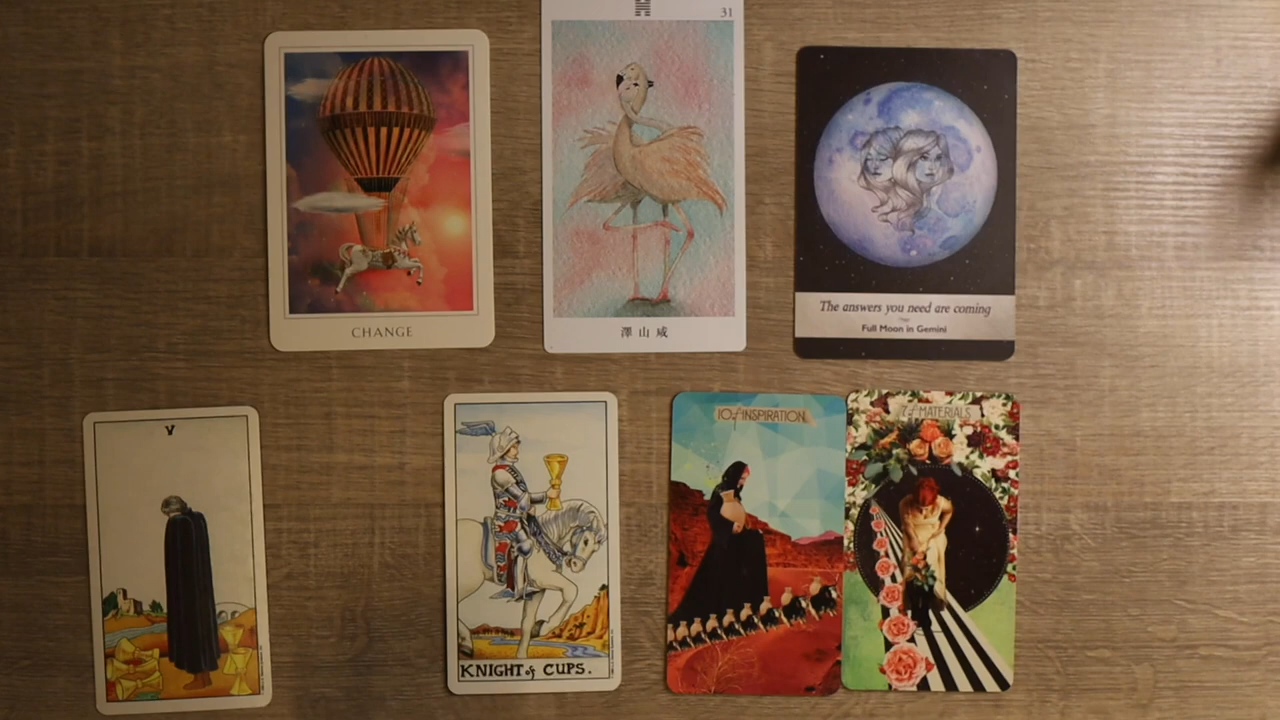 31
CHANGE
澤山咸
The answers you need are coming
Full Moon in Gemini
V
KNIGHT of CUPS.
10 of INSPIRATION
7 of MATERIALS